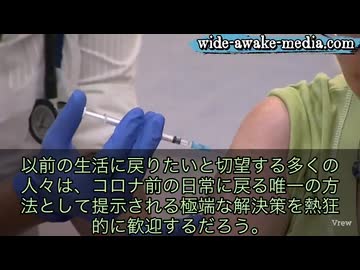 wide-awake-media.com
以前の生活に戻りたいと切望する多くの
人々は、コロナ前の日常に戻る唯一の方
法として提示される極端な解決策を熱狂
的に歓迎するだろう。
Vrew